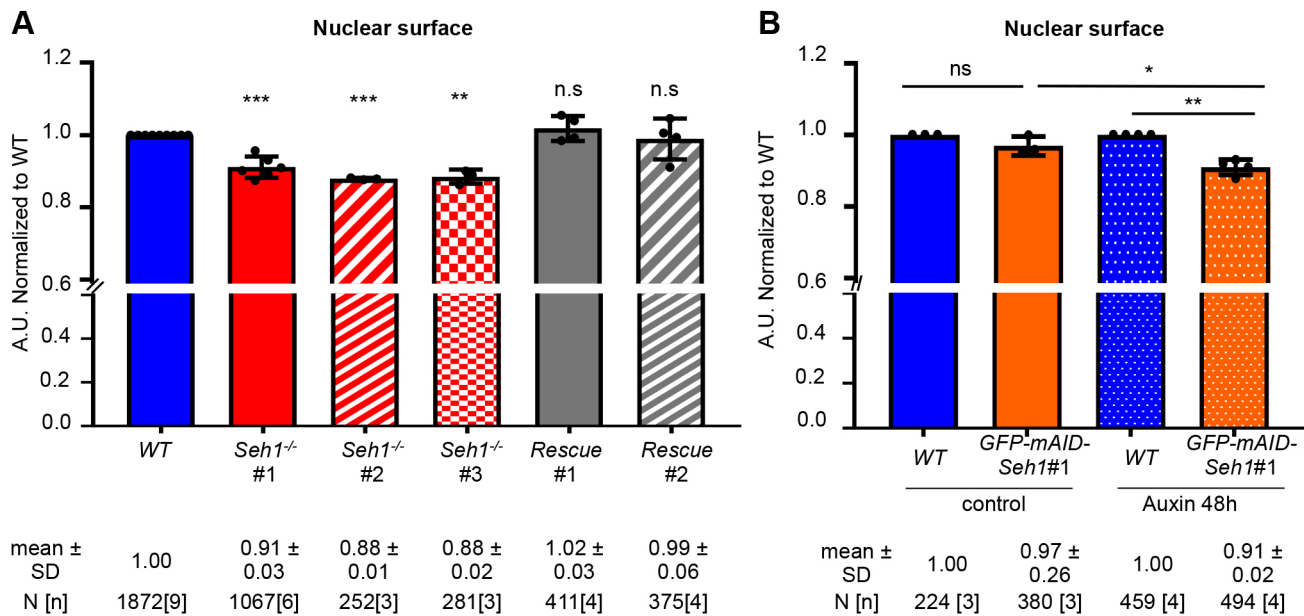 A
Nuclear surface
A.U. Normalized to WT
1.2
1.0
0.8
0.6
0.4
0.2
0.0
*** *** ** n.s n.s
WT Seh1-/- Seh1-/- Seh1-/- Rescue Rescue
#1 #2 #3 #1 #2
mean ± 1.00 0.91 ± 0.88 ± 0.88 ± 1.02 ± 0.99 ±
SD 0.03 0.01 0.02 0.03 0.06
N [n] 1872[9] 1067[6] 252[3] 281[3] 411[4] 375[4]
B
Nuclear surface
A.U. Normalized to WT
1.2
1.0
0.8
0.6
0.4
0.2
0.0
ns *
**
WT GFP-mAID- WT GFP-mAID-
Seh1#1 Seh1#1
control Auxin 48h
mean ± 1.00 0.97 ± 1.00 0.91 ±
SD 0.26 0.02
N [n] 224 [3] 380 [3] 459 [4] 494 [4]